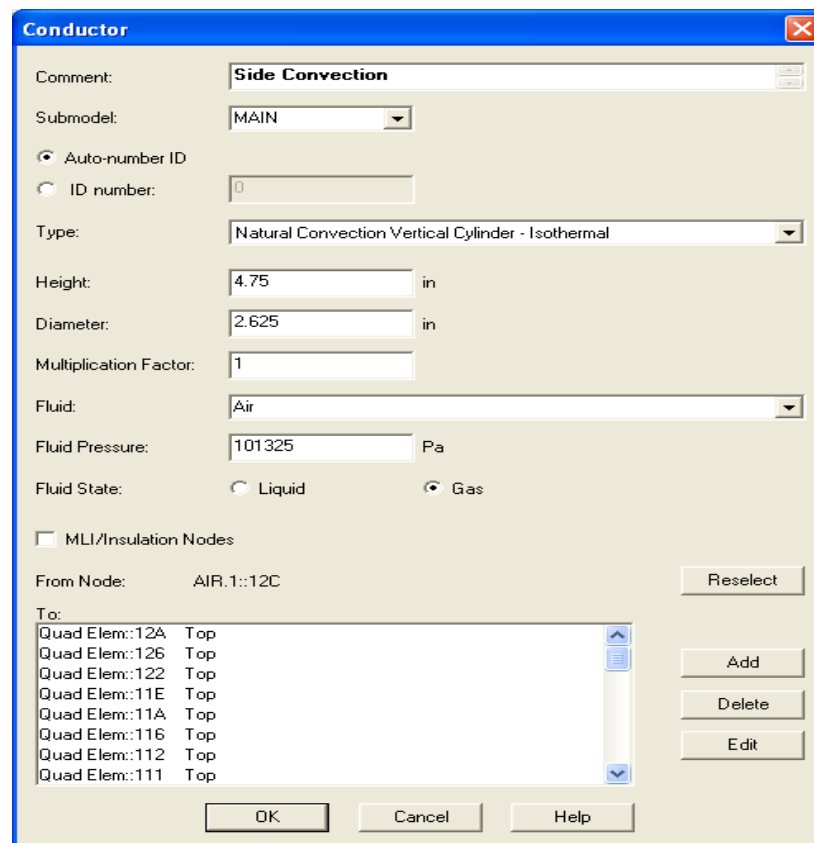 Conductor
Comment: Side Convection
Submodel: MAIN
Auto-number ID
ID number: 0
Type: Natural Convection Vertical Cylinder - Isothermal
Height: 4.75 in
Diameter: 2.625 in
Multiplication Factor: 1
Fluid: Air
Fluid Pressure: 101325 Pa
Fluid State: Liquid Gas
MLI/Insulation Nodes
From Node: AIR.1::12C Reselect
To:
Quad Elem::12A Top
Quad Elem::126 Top
Quad Elem::122 Top
Quad Elem::11E Top
Quad Elem::11A Top
Quad Elem::116 Top
Quad Elem::112 Top
Quad Elem::111 Top
Add
Delete
Edit
OK Cancel Help